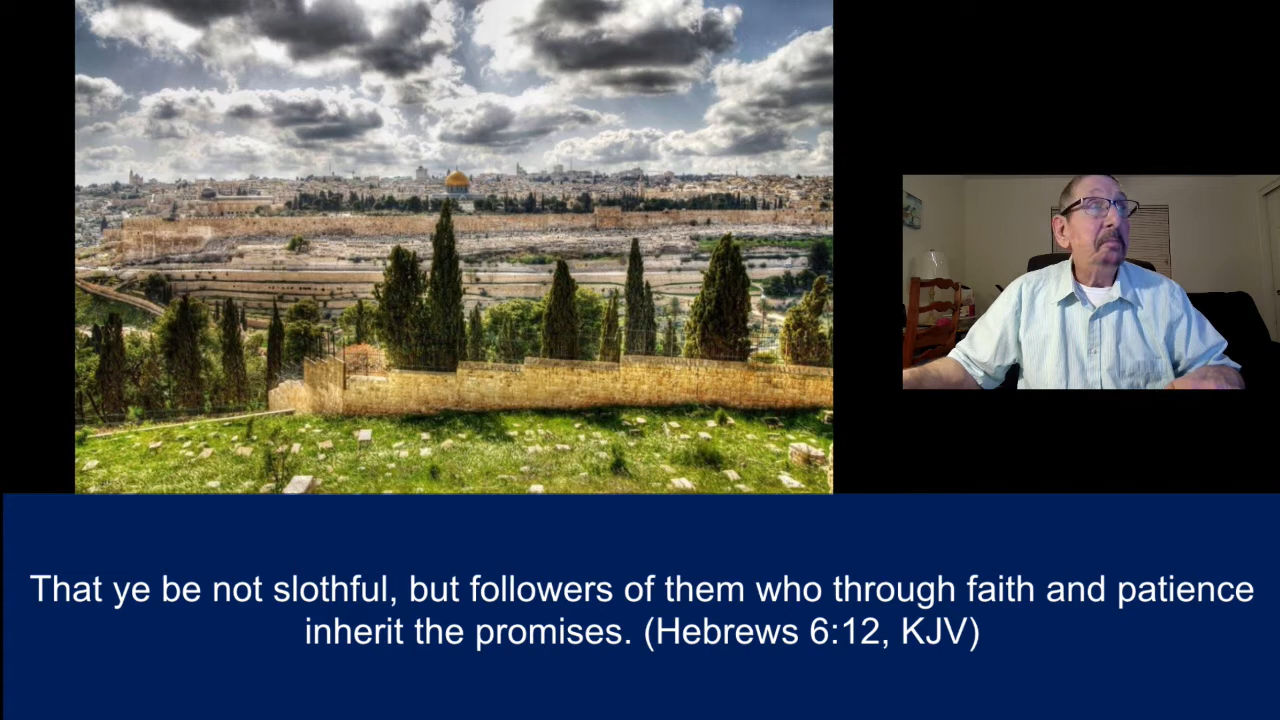 That ye be not slothful, but followers of them who through faith and patience
inherit the promises. (Hebrews 6:12, KJV)